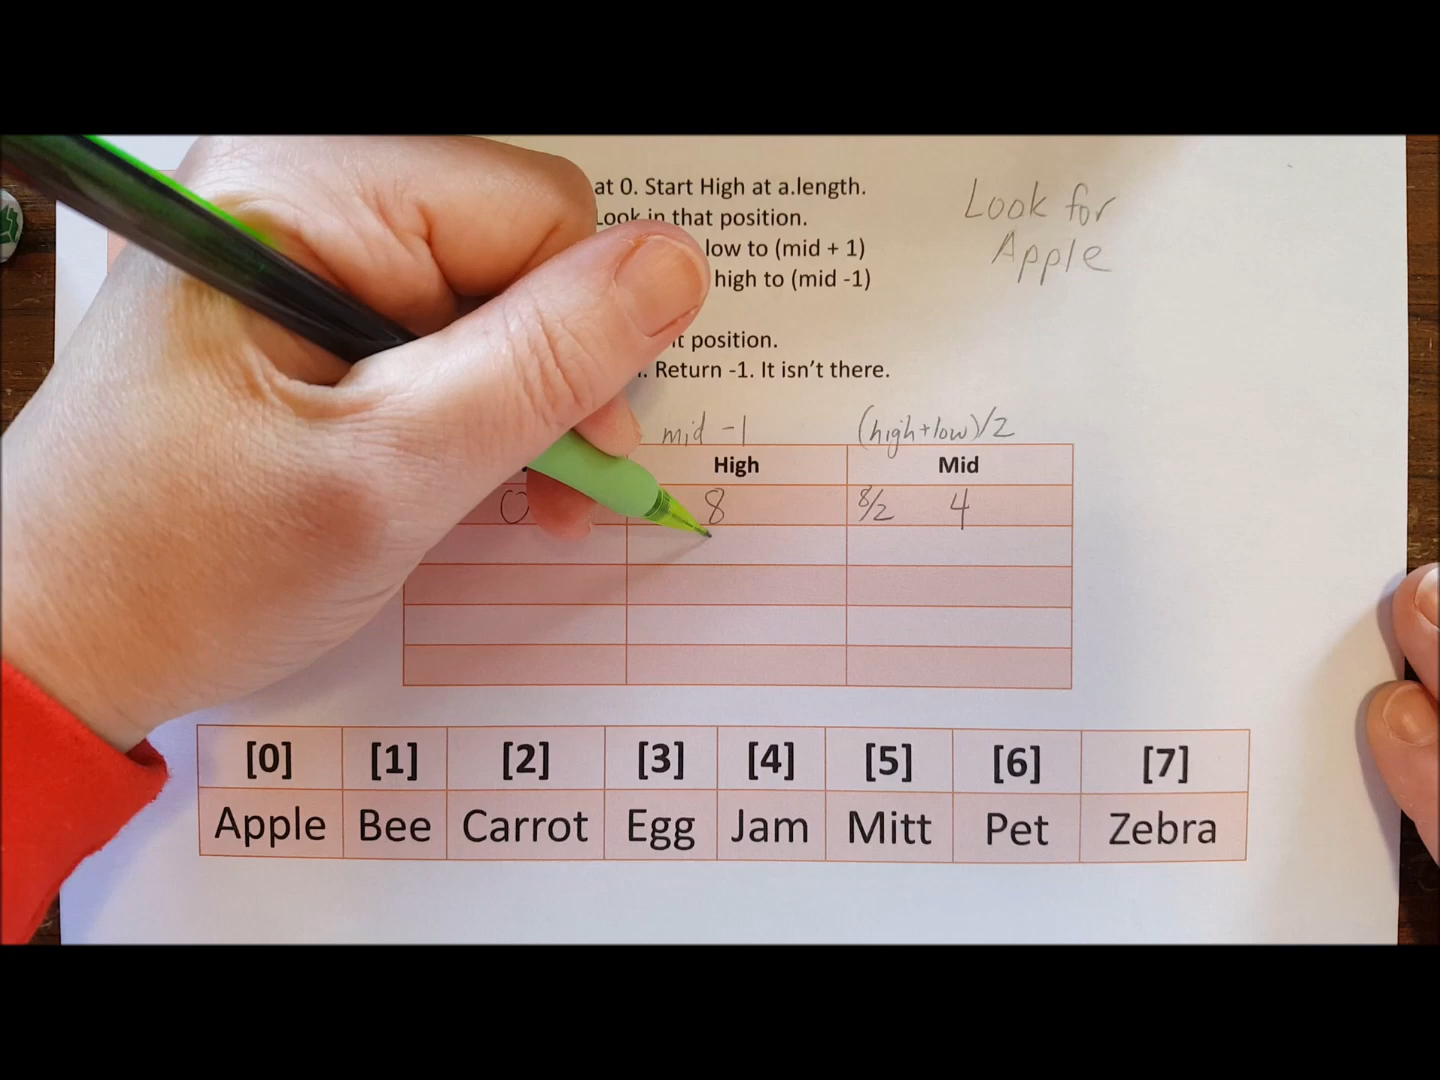 at 0. Start High at a.length.
Look in that position.
low to (mid + 1)
high to (mid -1)
position.
Return -1. It isn't there.
Look for
Apple
mid -1 (high+low)/2
High Mid
0 8 8/2 4
[0] [1] [2] [3] [4] [5] [6] [7]
Apple Bee Carrot Egg Jam Mitt Pet Zebra